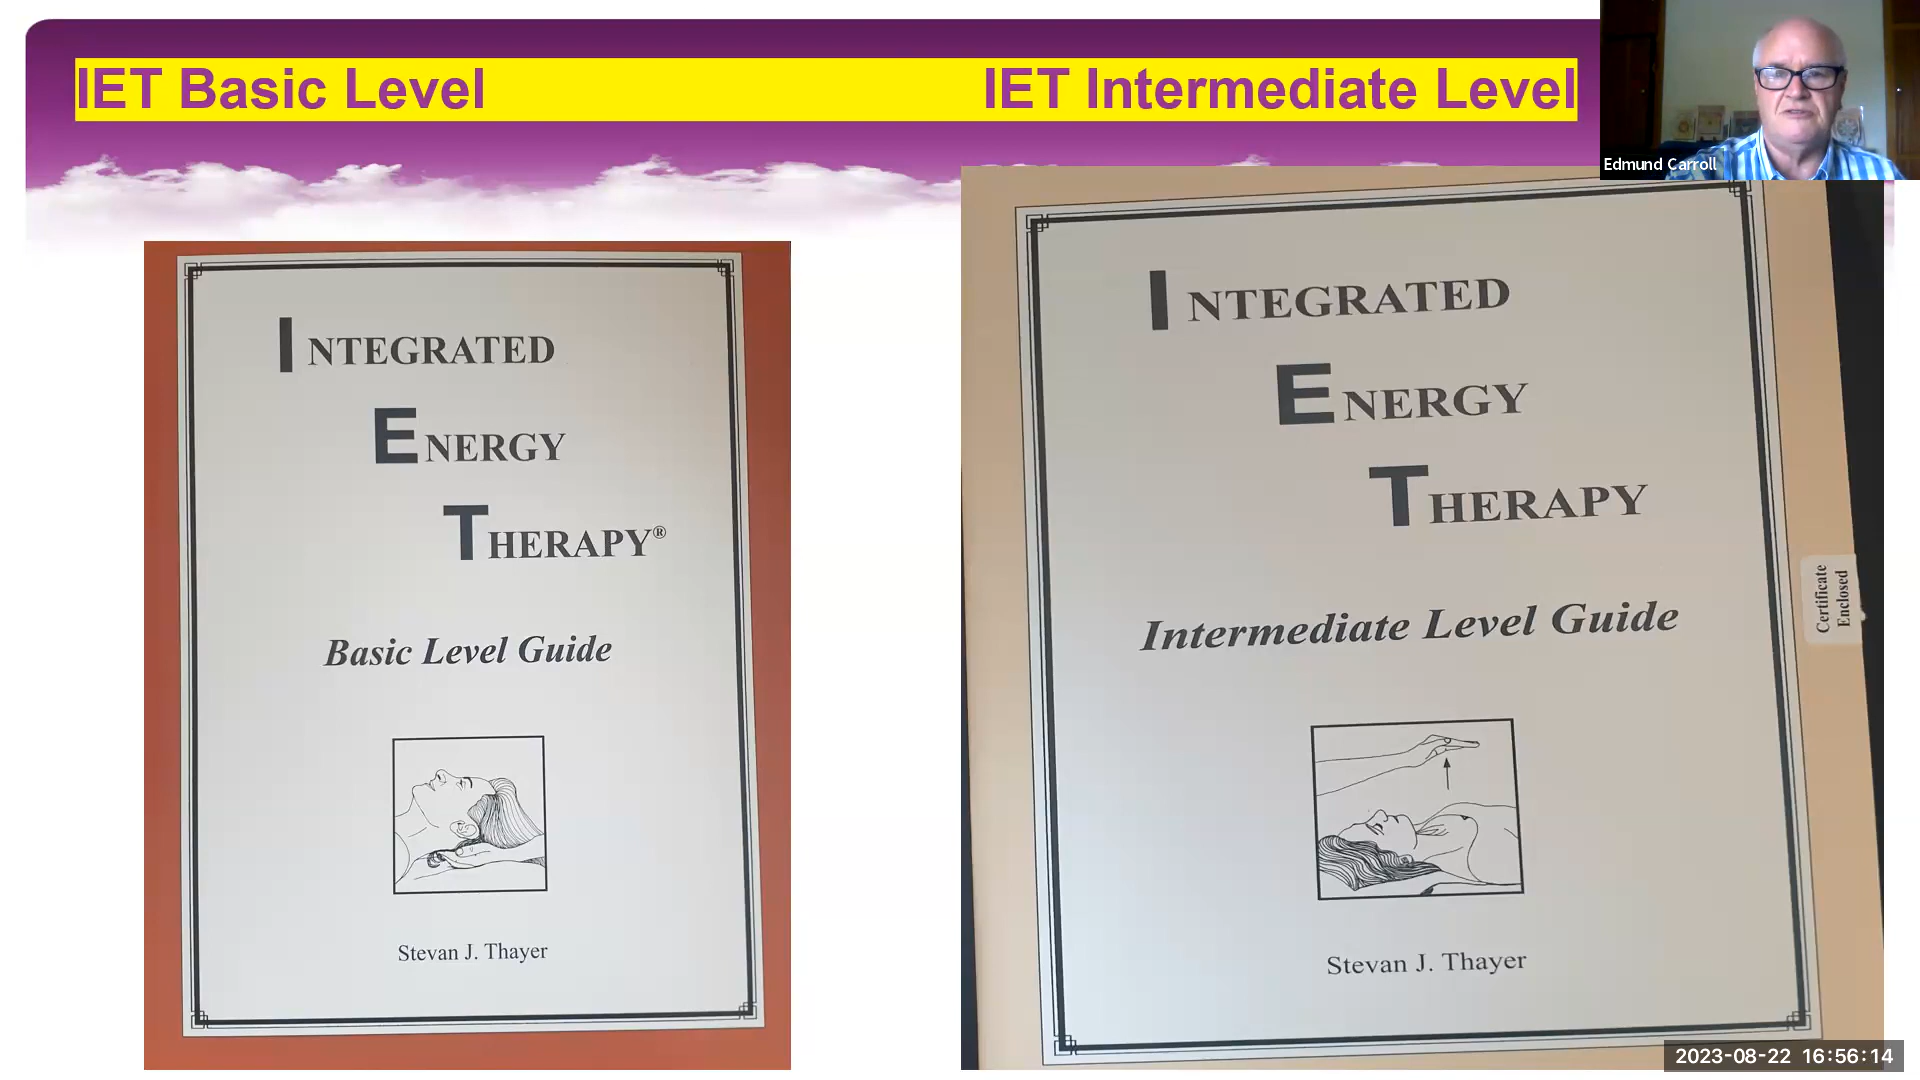 IET Basic Level IET Intermediate Level
Edmund Carroll
INTEGRATED
ENERGY
THERAPY®
Basic Level Guide
Stevan J. Thayer
INTEGRATED
ENERGY
THERAPY
Intermediate Level Guide
Stevan J. Thayer
Certificate
Enclosed
2023-08-22 16:56:14